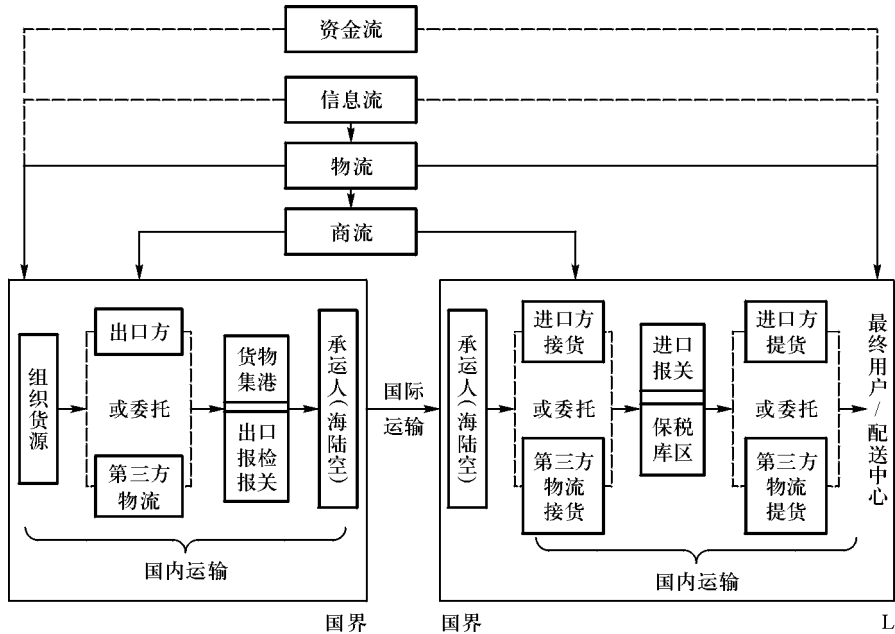 资金流
信息流
物流
商流
组织货源
出口方
或委托
第三方
物流
货物
集港
出口
报检
报关
承运人(海陆空)
国内运输
国际
运输
承运人(海陆空)
进口方
接货
或委托
第三方
物流
接货
进口
报关
保税
库区
进口方
提货
或委托
第三方
物流
提货
最终用户/配送中心
国内运输
国界
国界
L